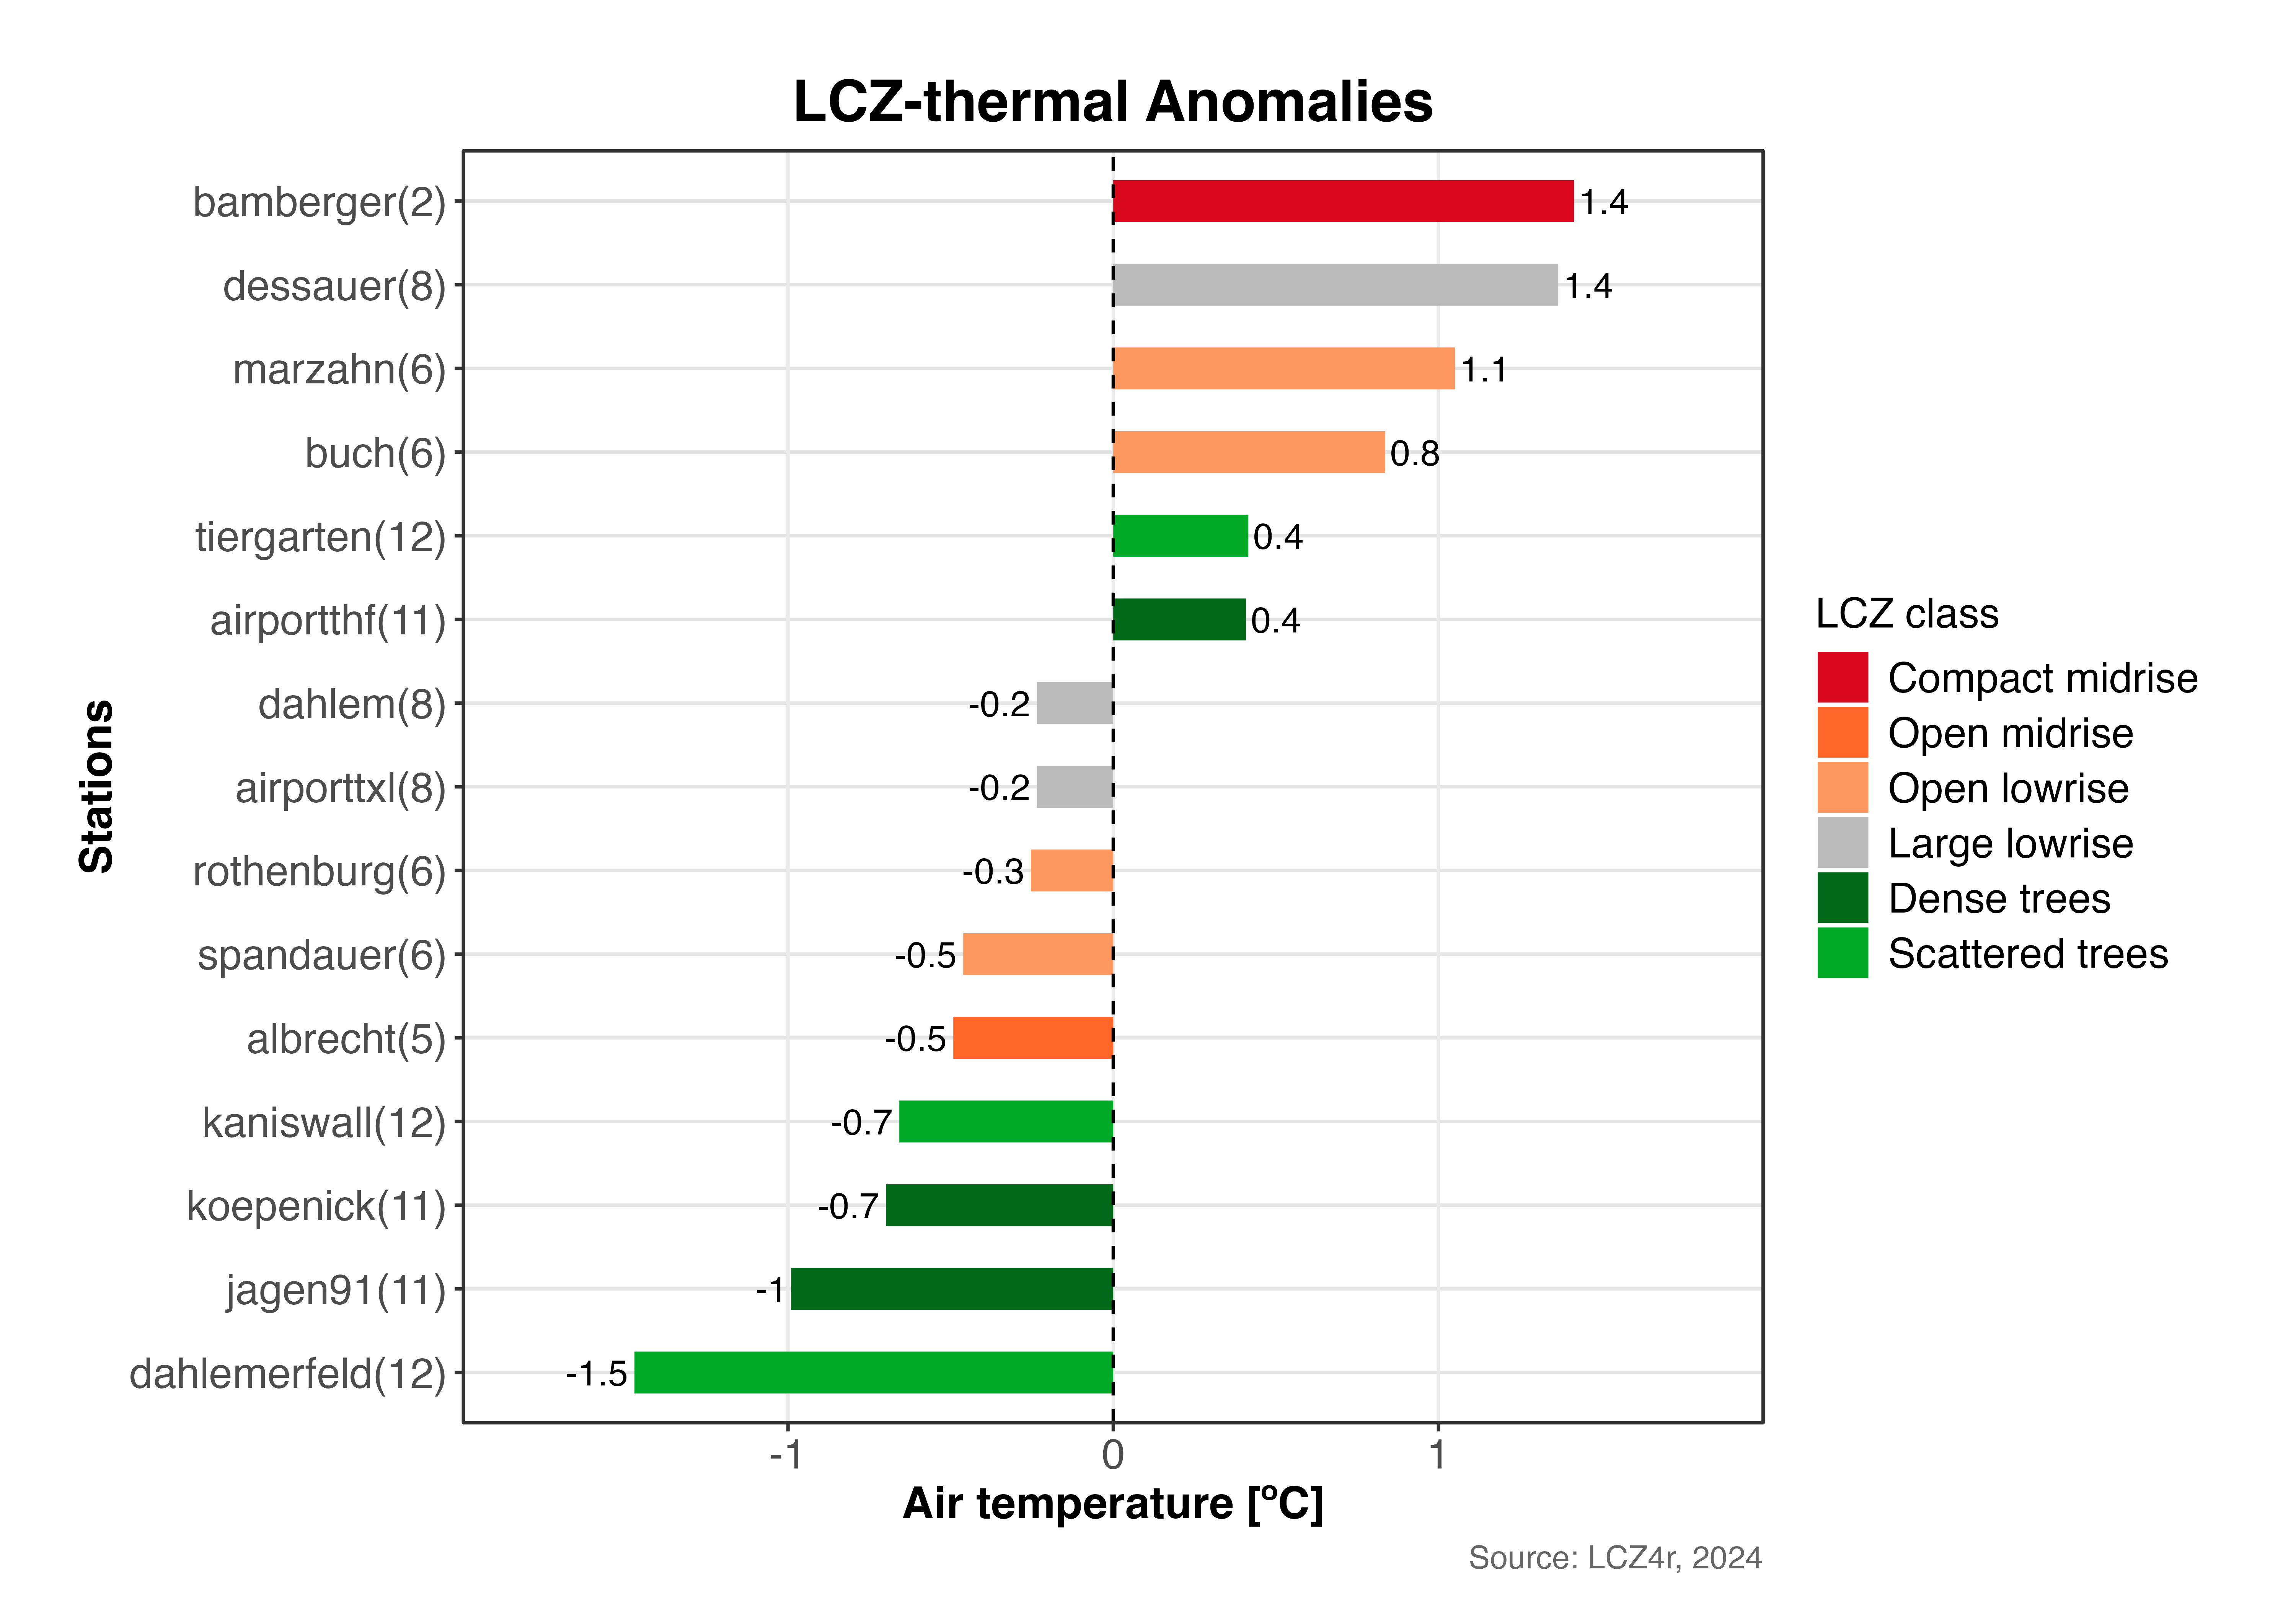 LCZ-thermal Anomalies
bamberger(2)
1.4
dessauer(8)
1.4
marzahn(6)
1.1
buch(6)
0.8
tiergarten(12)
0.4
airportthf(11)
0.4
dahlem(8)
-0.2
airporttxl(8)
-0.2
rothenburg(6)
-0.3
spandauer(6)
-0.5
albrecht(5)
-0.5
kaniswall(12)
-0.7
koepenick(11)
-0.7
jagen91(11)
-1
dahlemerfeld(12)
-1.5
Stations
-1 0 1
Air temperature [ºC]
LCZ class
Compact midrise
Open midrise
Open lowrise
Large lowrise
Dense trees
Scattered trees
Source: LCZ4r, 2024